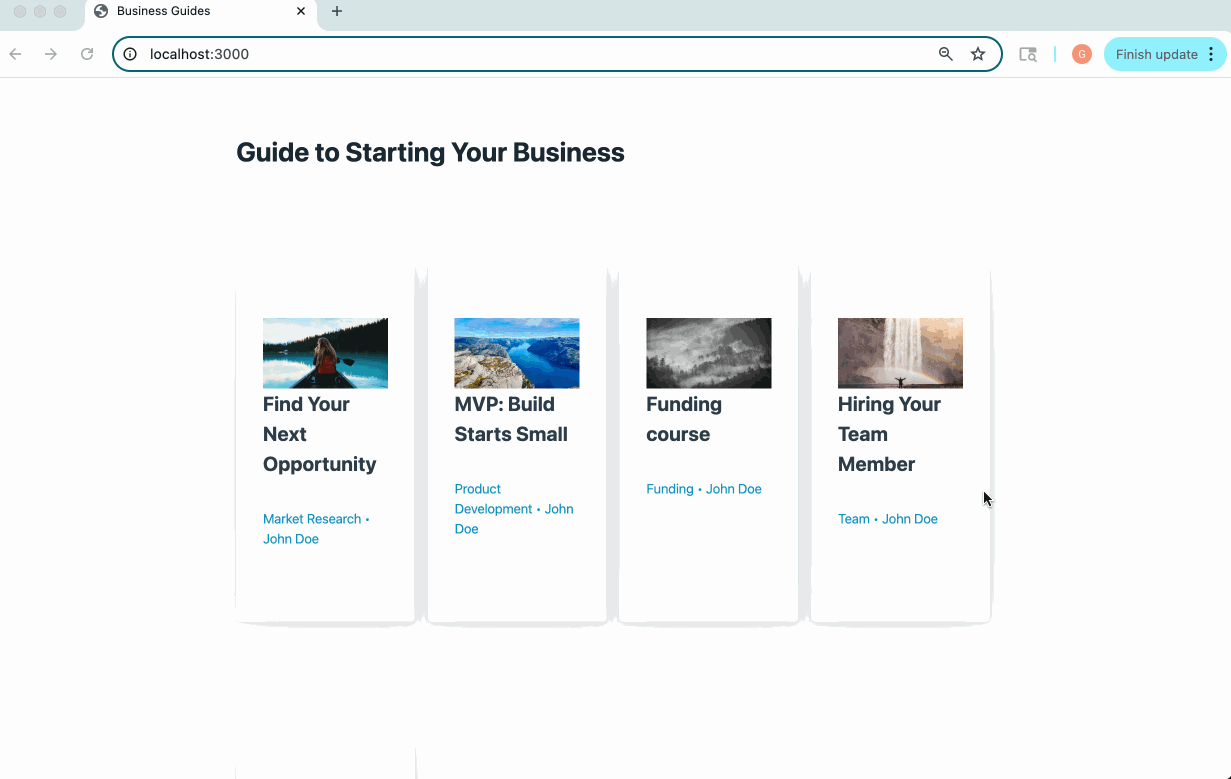 Business Guides
localhost:3000
G
Finish update
Guide to Starting Your Business
Find Your
Next
Opportunity
Market Research •
John Doe
MVP: Build
Starts Small
Product
Development • John
Doe
Funding
course
Funding • John Doe
Hiring Your
Team
Member
Team • John Doe